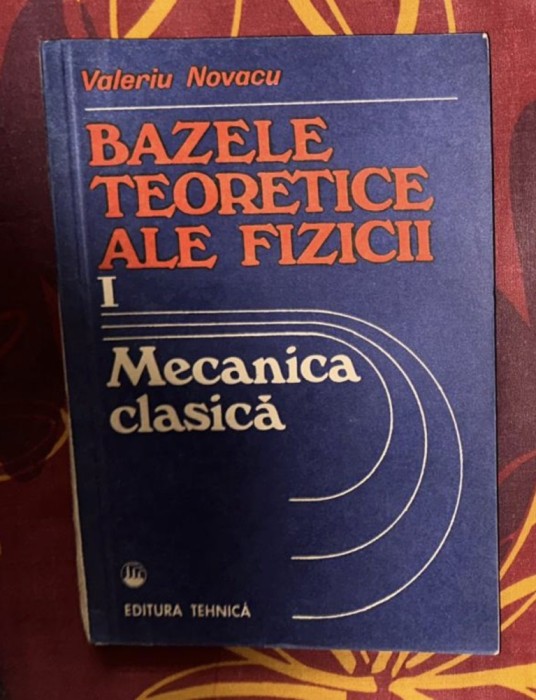 Valeriu Novacu
BAZELE
TEORETICE
ALE FIZICII
I
Mecanica
clasică
EDITURA TEHNICĂ